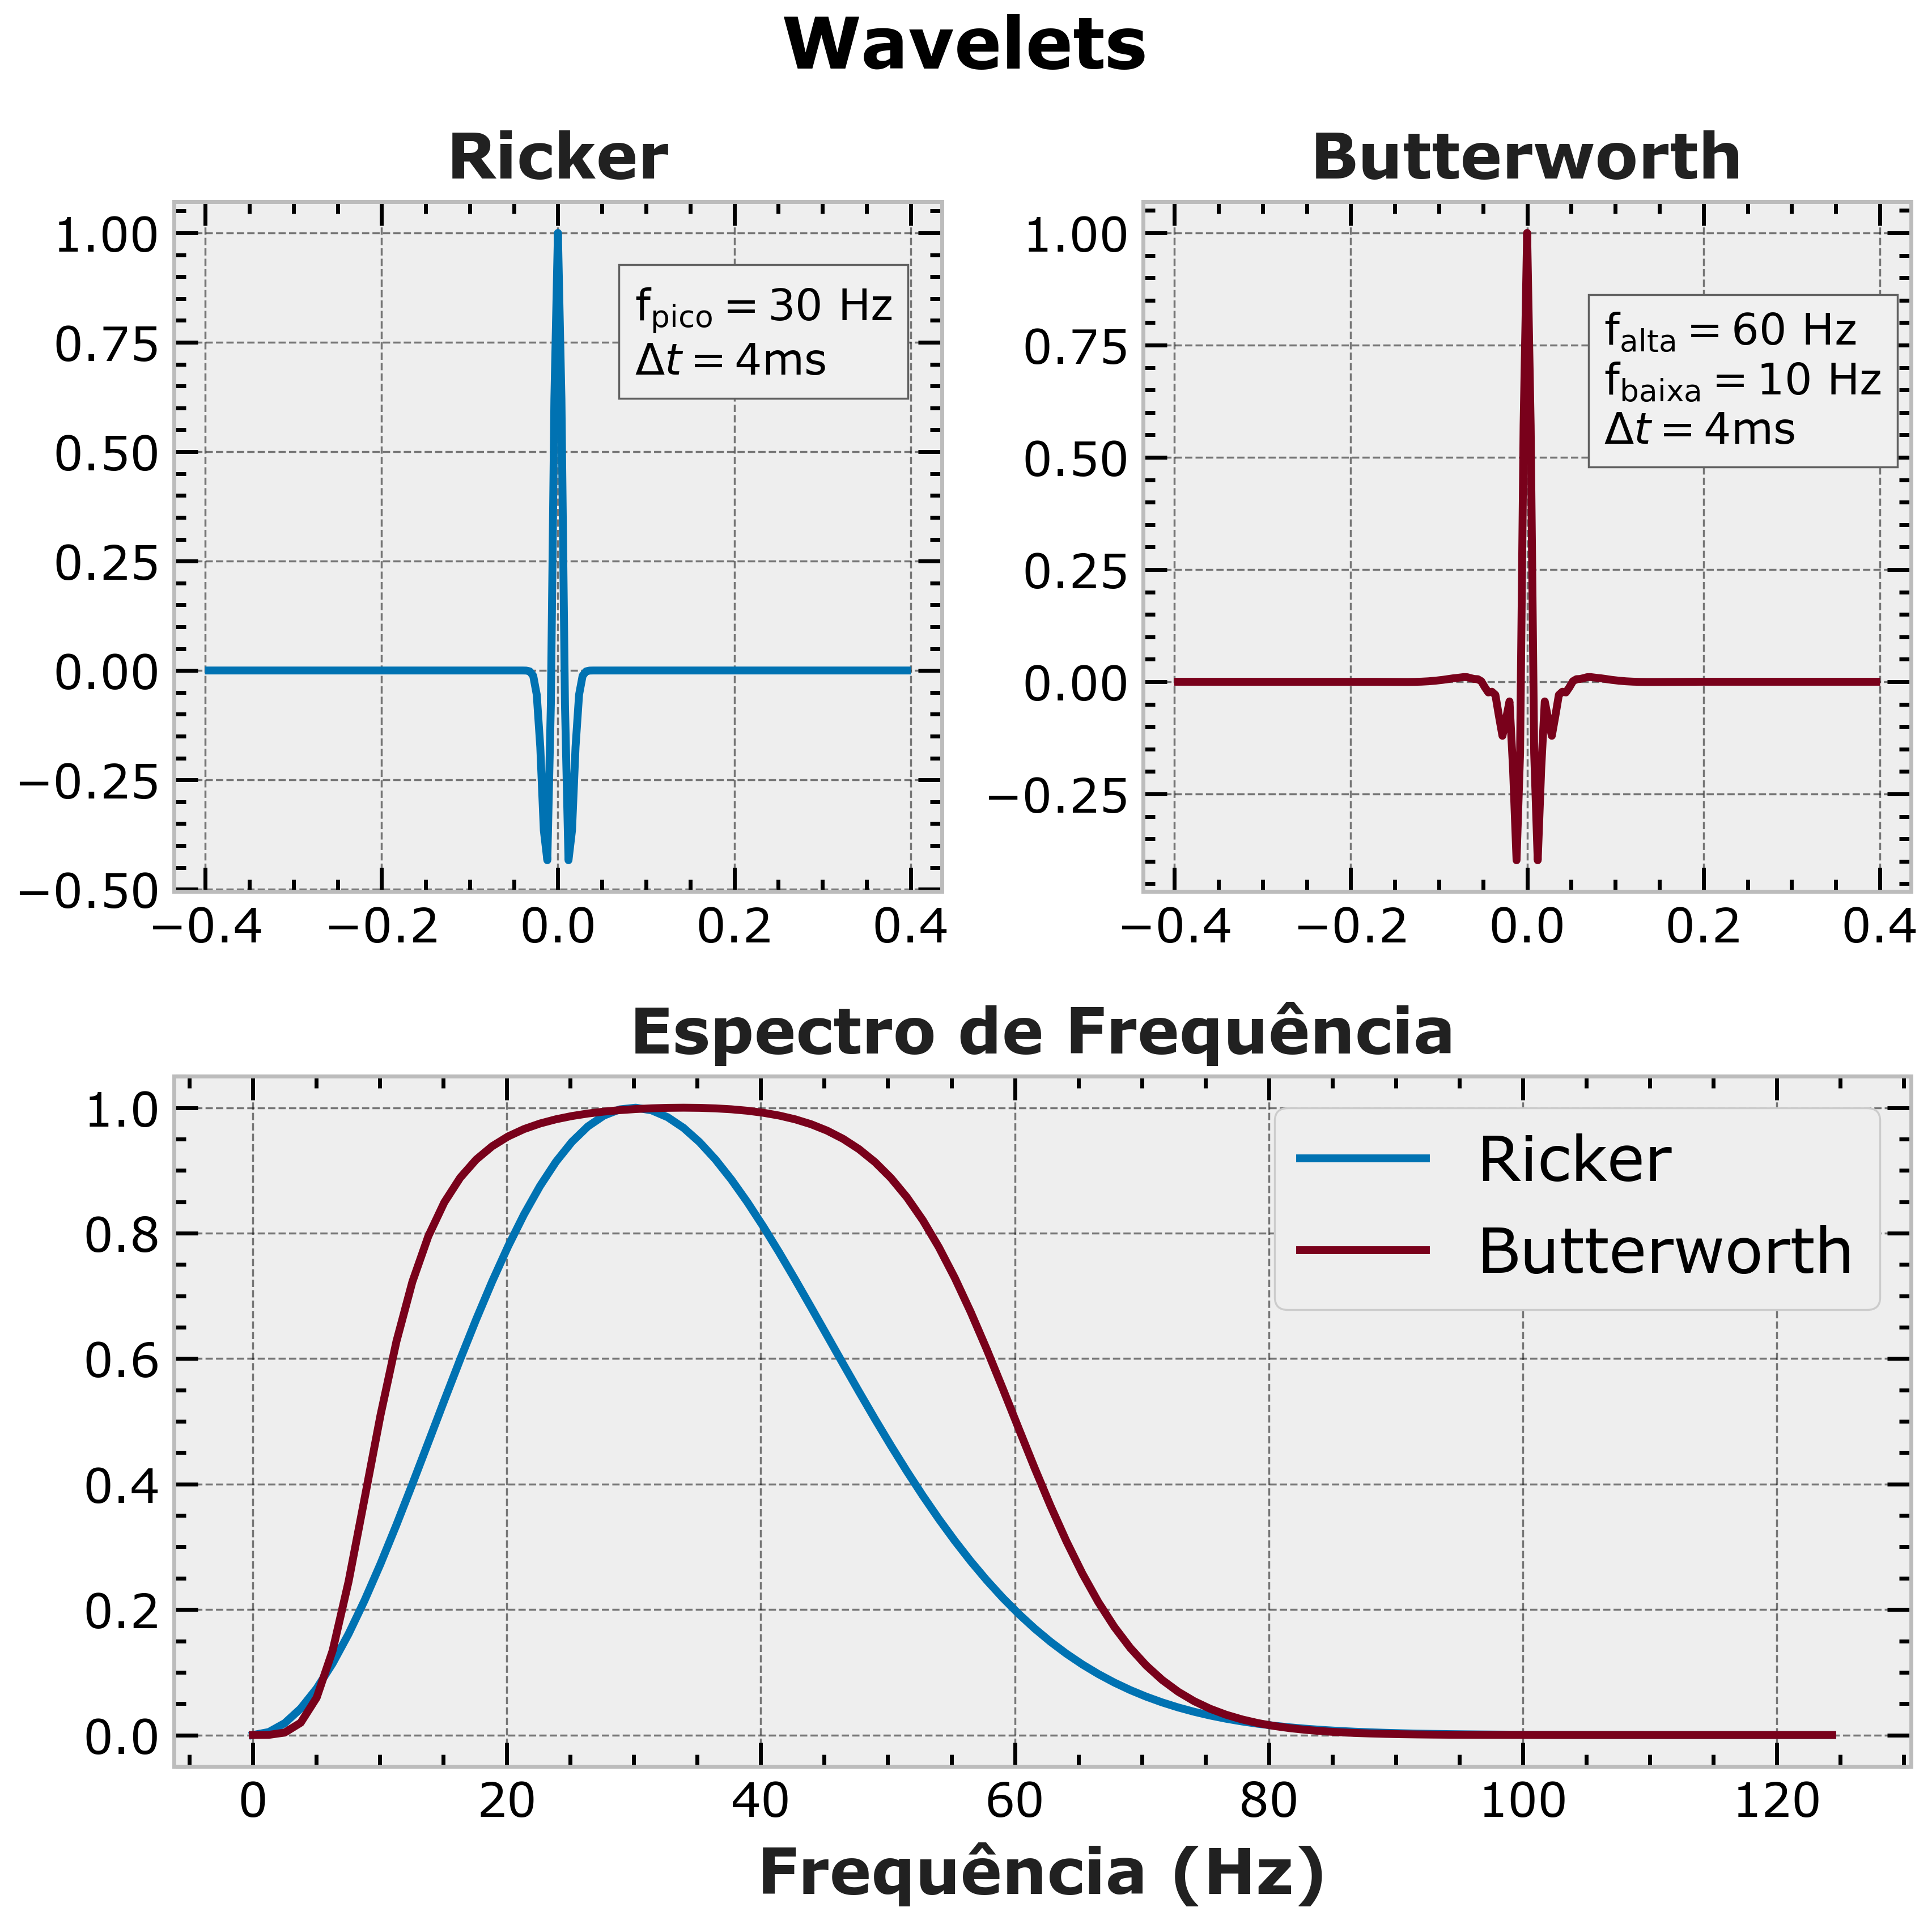 Wavelets
Ricker
1.00
0.75
0.50
0.25
0.00
−0.25
−0.50
−0.4 −0.2 0.0 0.2 0.4
f_pico = 30 Hz
Δt = 4ms
Butterworth
1.00
0.75
0.50
0.25
0.00
−0.25
−0.4 −0.2 0.0 0.2 0.4
f_alta = 60 Hz
f_baixa = 10 Hz
Δt = 4ms
Espectro de Frequência
1.0
0.8
0.6
0.4
0.2
0.0
0 20 40 60 80 100 120
Ricker
Butterworth
Frequência (Hz)